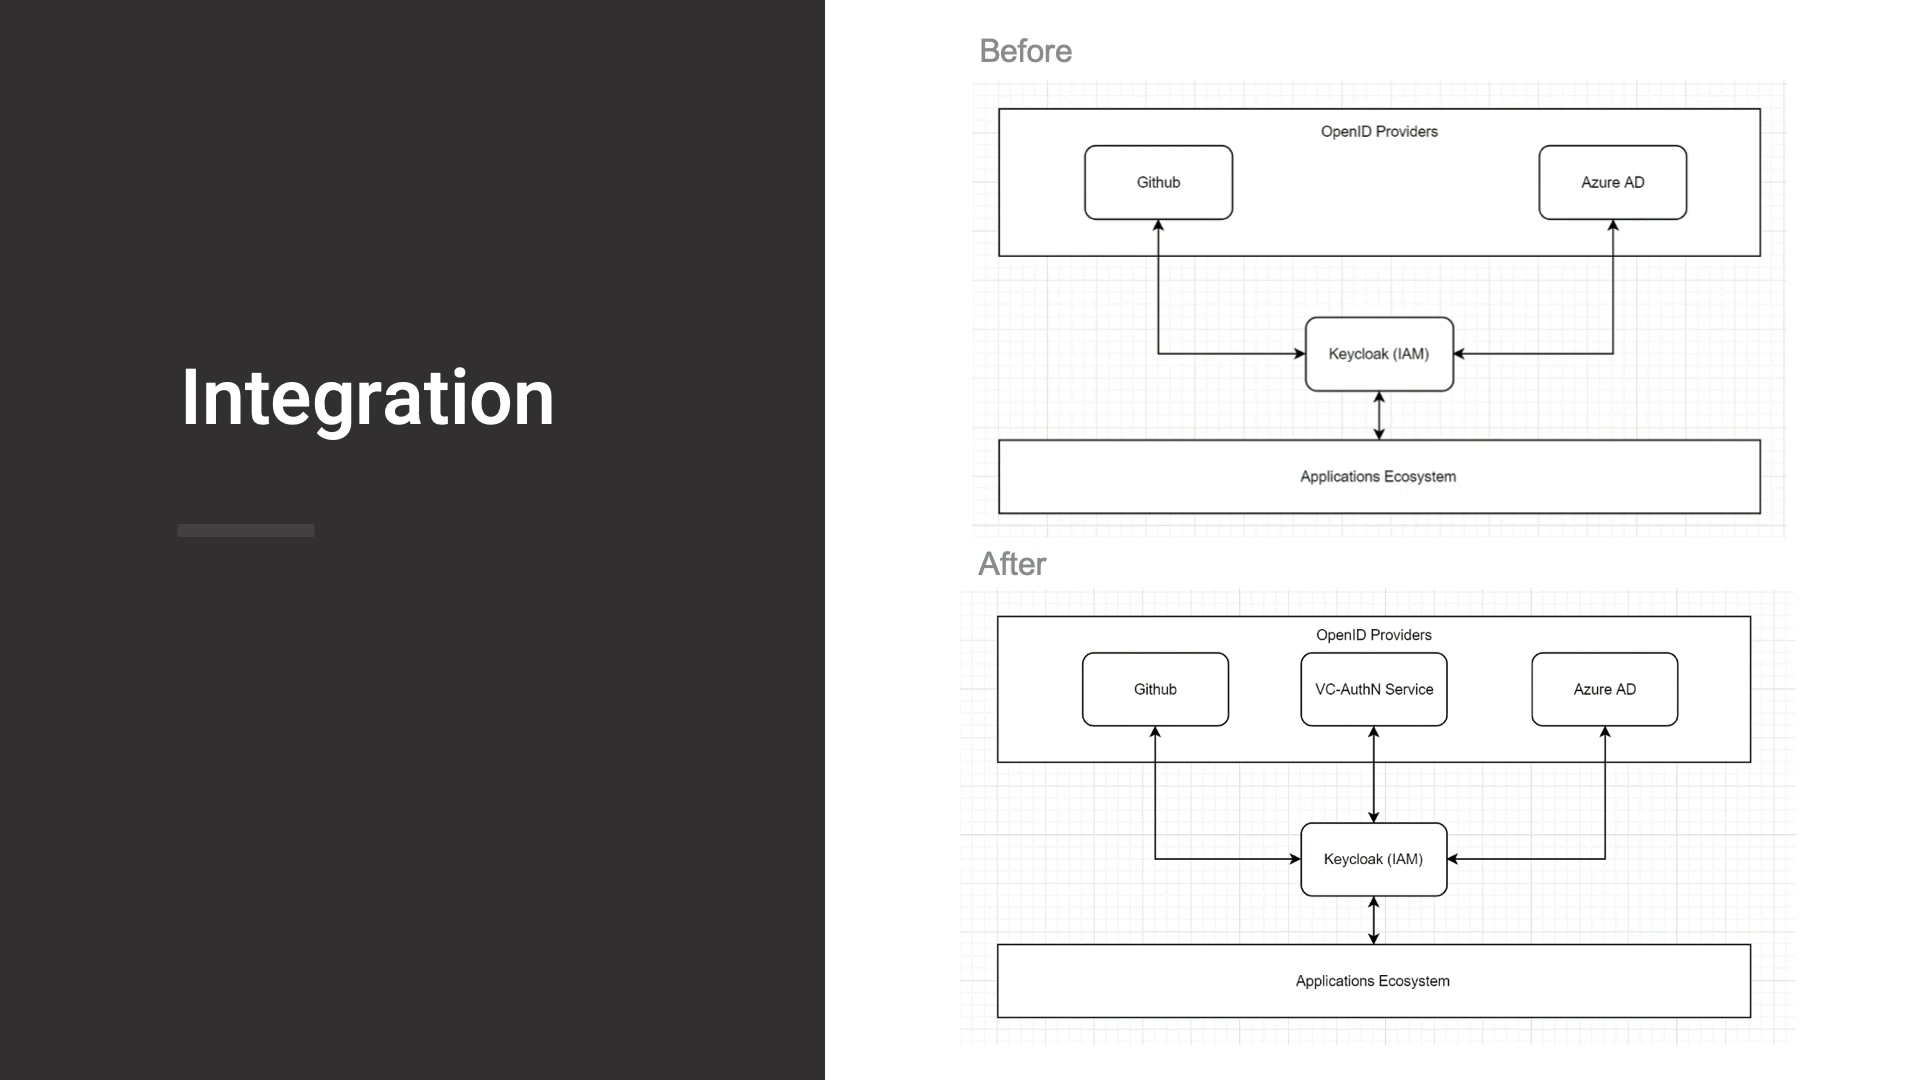 Integration
Before
OpenID Providers
Github
Azure AD
Keycloak (IAM)
Applications Ecosystem
After
OpenID Providers
Github
VC-AuthN Service
Azure AD
Keycloak (IAM)
Applications Ecosystem